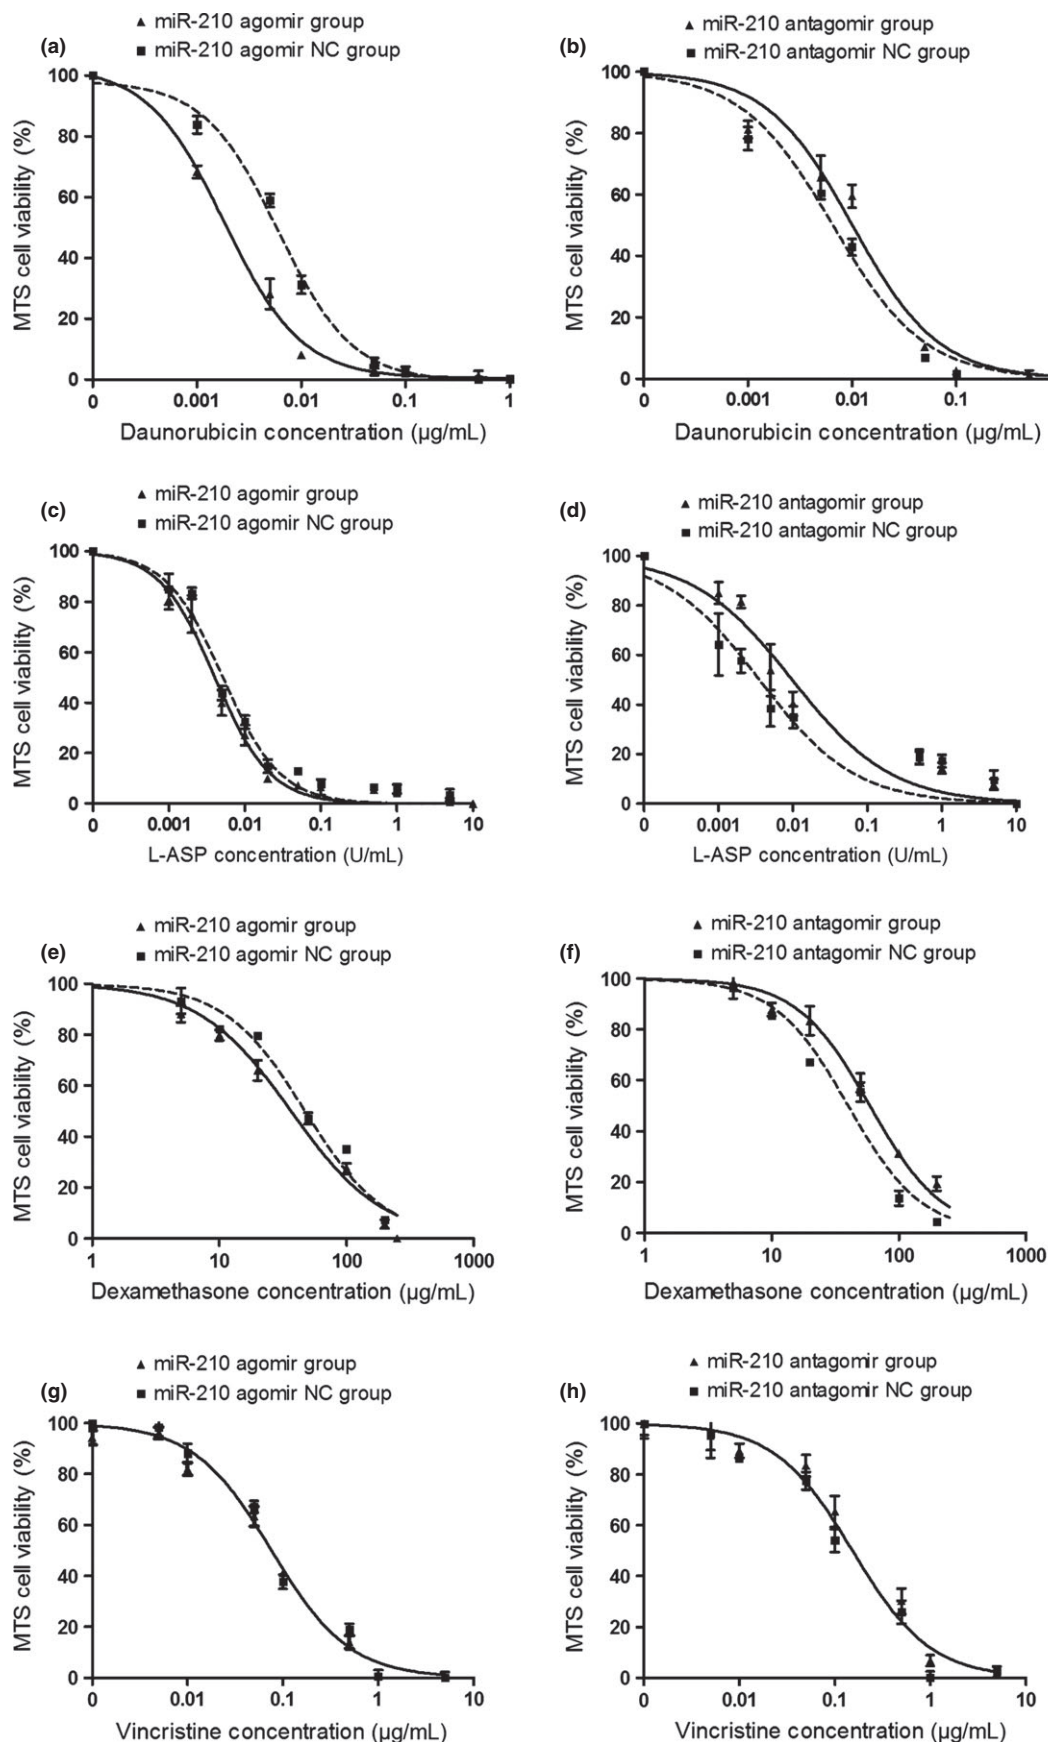 (a)
miR-210 agomir group
miR-210 agomir NC group
MTS cell viability (%)
100
80
60
40
20
0
0 0.001 0.01 0.1 1
Daunorubicin concentration (µg/mL)
(b)
miR-210 antagomir group
miR-210 antagomir NC group
MTS cell viability (%)
100
80
60
40
20
0
0 0.001 0.01 0.1
Daunorubicin concentration (µg/mL)
(c)
miR-210 agomir group
miR-210 agomir NC group
MTS cell viability (%)
100
80
60
40
20
0
0 0.001 0.01 0.1 1 10
L-ASP concentration (U/mL)
(d)
miR-210 antagomir group
miR-210 antagomir NC group
MTS cell viability (%)
100
80
60
40
20
0
0 0.001 0.01 0.1 1 10
L-ASP concentration (U/mL)
(e)
miR-210 agomir group
miR-210 agomir NC group
MTS cell viability (%)
100
80
60
40
20
0
1 10 100 1000
Dexamethasone concentration (µg/mL)
(f)
miR-210 antagomir group
miR-210 antagomir NC group
MTS cell viability (%)
100
80
60
40
20
0
1 10 100 1000
Dexamethasone concentration (µg/mL)
(g)
miR-210 agomir group
miR-210 agomir NC group
MTS cell viability (%)
100
80
60
40
20
0
0 0.01 0.1 1 10
Vincristine concentration (µg/mL)
(h)
miR-210 antagomir group
miR-210 antagomir NC group
MTS cell viability (%)
100
80
60
40
20
0
0 0.01 0.1 1 10
Vincristine concentration (µg/mL)